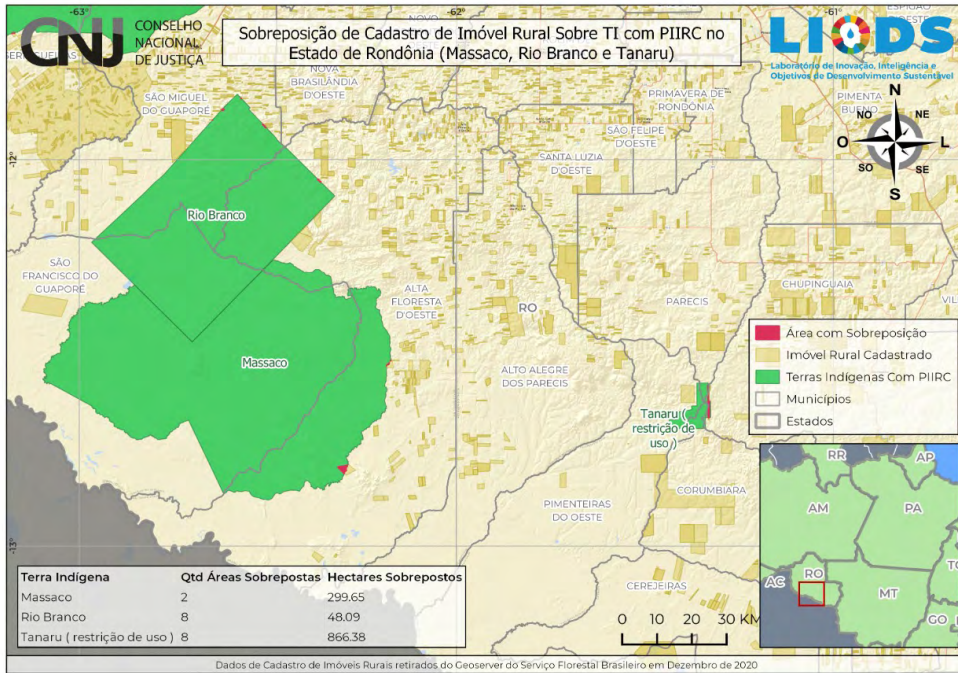 -63
-62
-61
CNJ
CONSELHO
NACIONAL
DE JUSTIÇA
Sobreposição de Cadastro de Imóvel Rural Sobre TI com PIIRC no
Estado de Rondônia (Massaco, Rio Branco e Tanaru)
LIODS
Laboratório de Inovação, Inteligência e
Objetivos de Desenvolvimento Sustentável
NOVA
BRASILÂNDIA
D'OESTE
SÃO MIGUEL
DO GUAPORÉ
PRIMAVERA DE
RONDÔNIA
PIMENTA
BUENO
N
NO
NE
O
L
SO
SE
S
SÃO FELIPE
D'OESTE
SANTA LUZIA
D'OESTE
-12
Rio Branco
SÃO
FRANCISCO DO
GUAPORÉ
ALTA
FLORESTA
D'OESTE
RO
PARECIS
CHUPINGUAIA
Massaco
ALTO ALEGRE
DOS PARECIS
Tanaru (
restrição de
uso )
Área com Sobreposição
Imóvel Rural Cadastrado
Terras Indígenas Com PIIRC
Municípios
Estados
PIMENTEIRAS
DO OESTE
CORUMBIARA
-13
CEREJEIRAS
RR
AP
AM
PA
AC
RO
MT
GO
Terra Indígena Qtd Áreas Sobrepostas Hectares Sobrepostos
Massaco 2 299.65
Rio Branco 8 48.09
Tanaru ( restrição de uso ) 8 866.38
0 10 20 30 KM
Dados de Cadastro de Imóveis Rurais retirados do Geoserver do Serviço Florestal Brasileiro em Dezembro de 2020